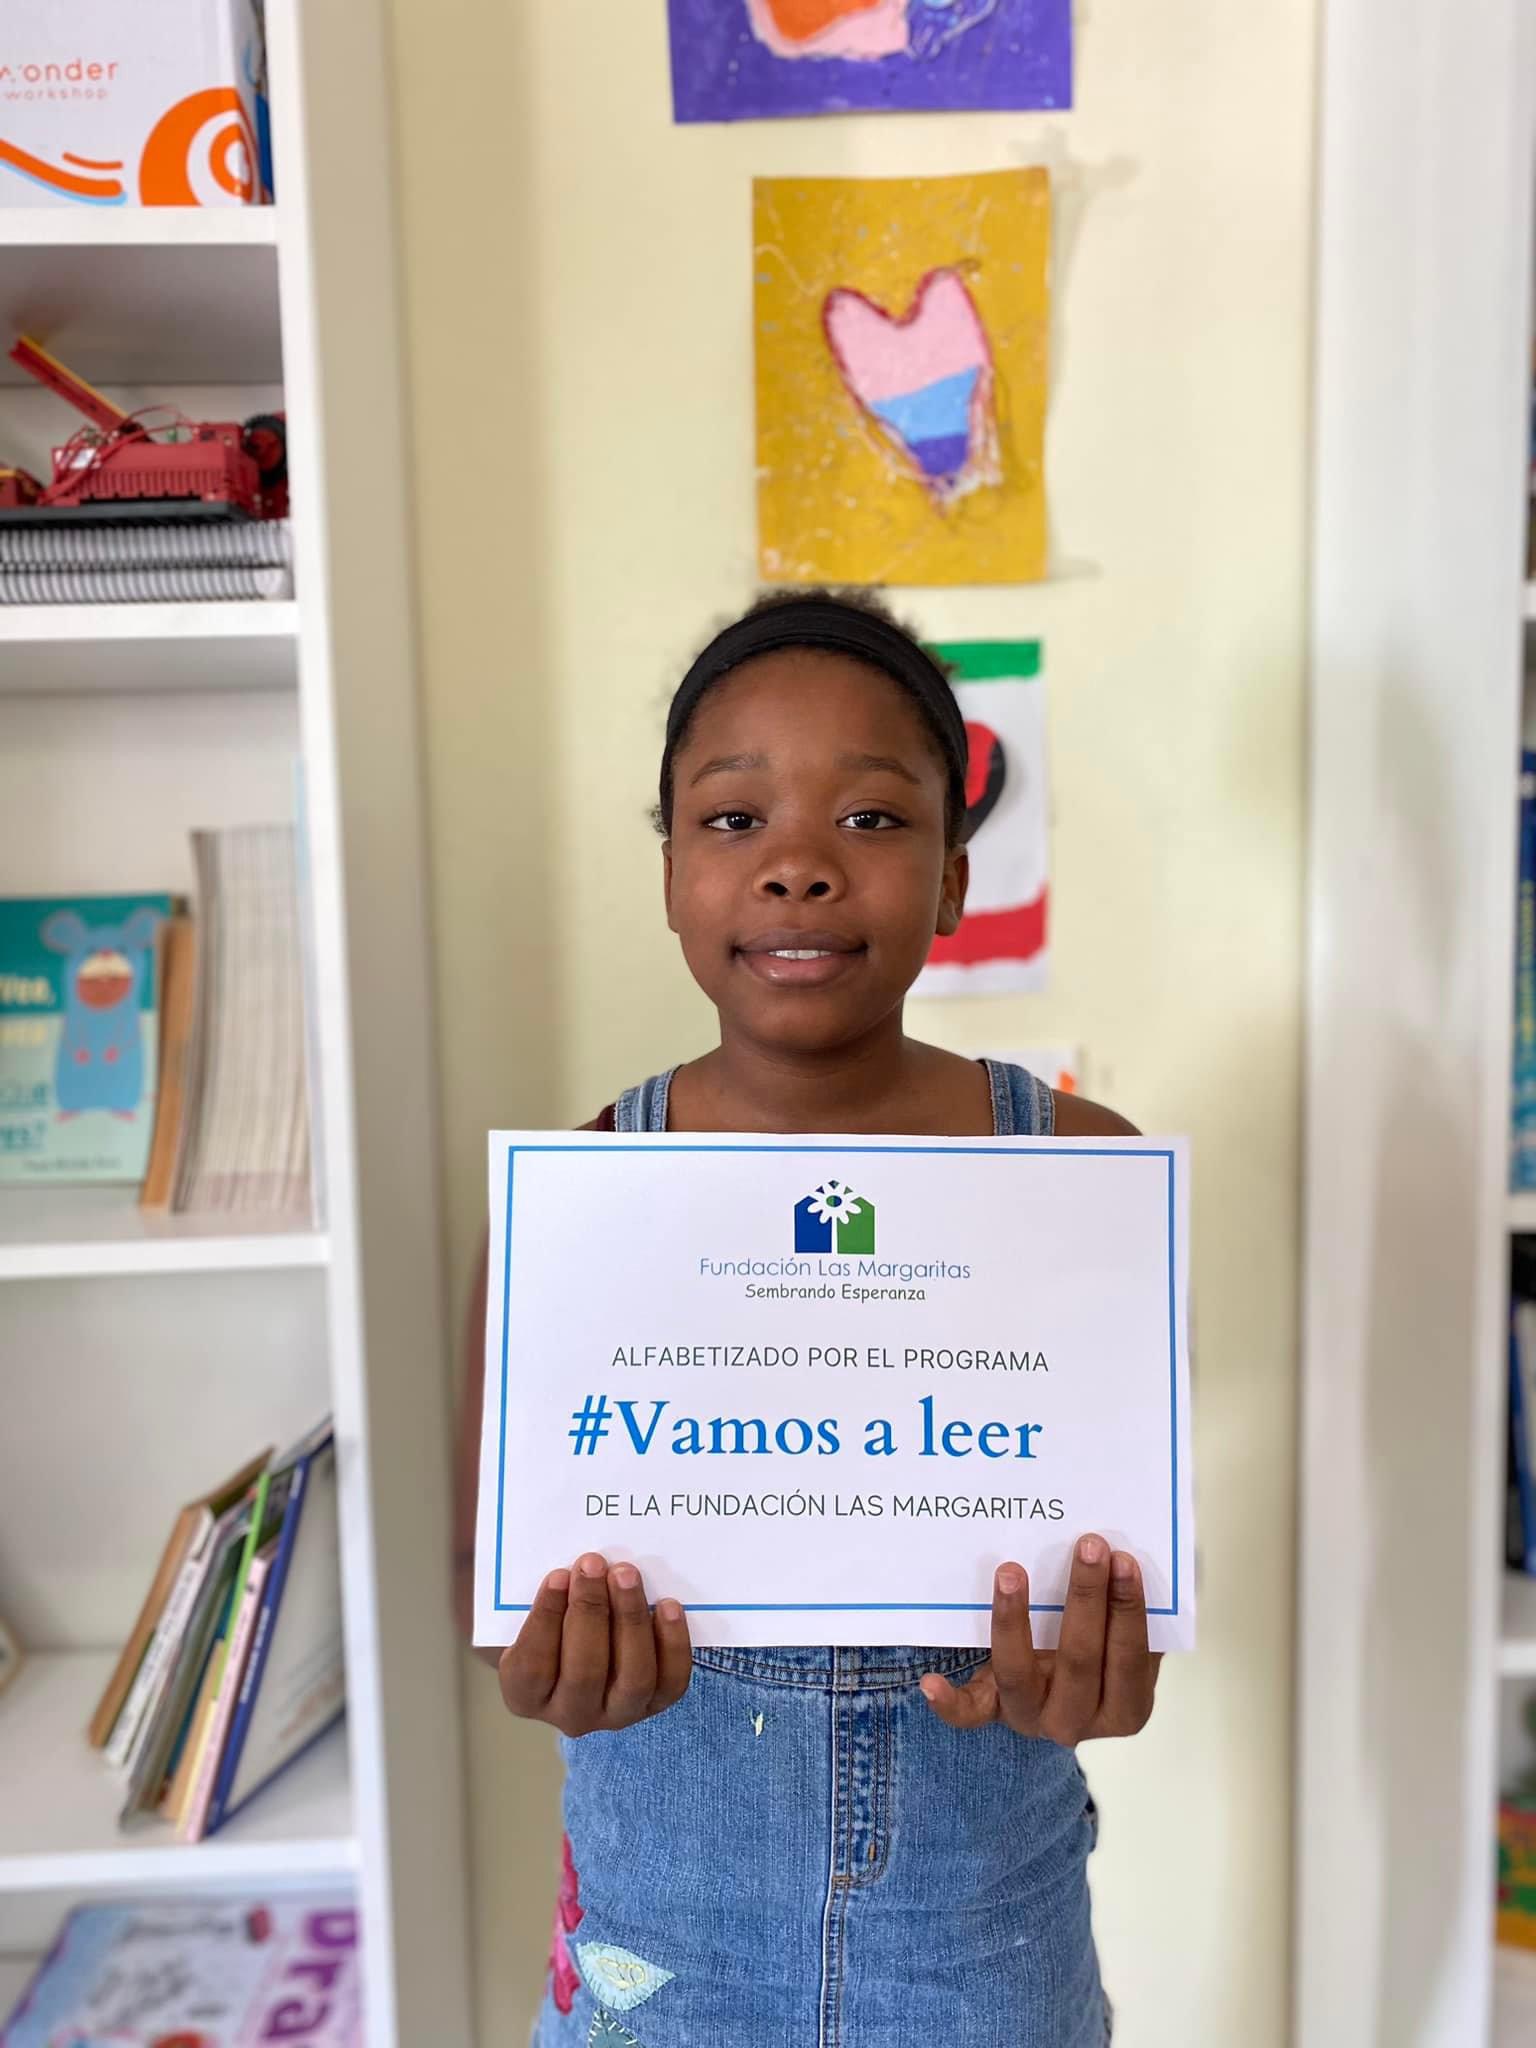 wonder
workshop
Fundación Las Margaritas
Sembrando Esperanza
ALFABETIZADO POR EL PROGRAMA
#Vamos a leer
DE LA FUNDACIÓN LAS MARGARITAS